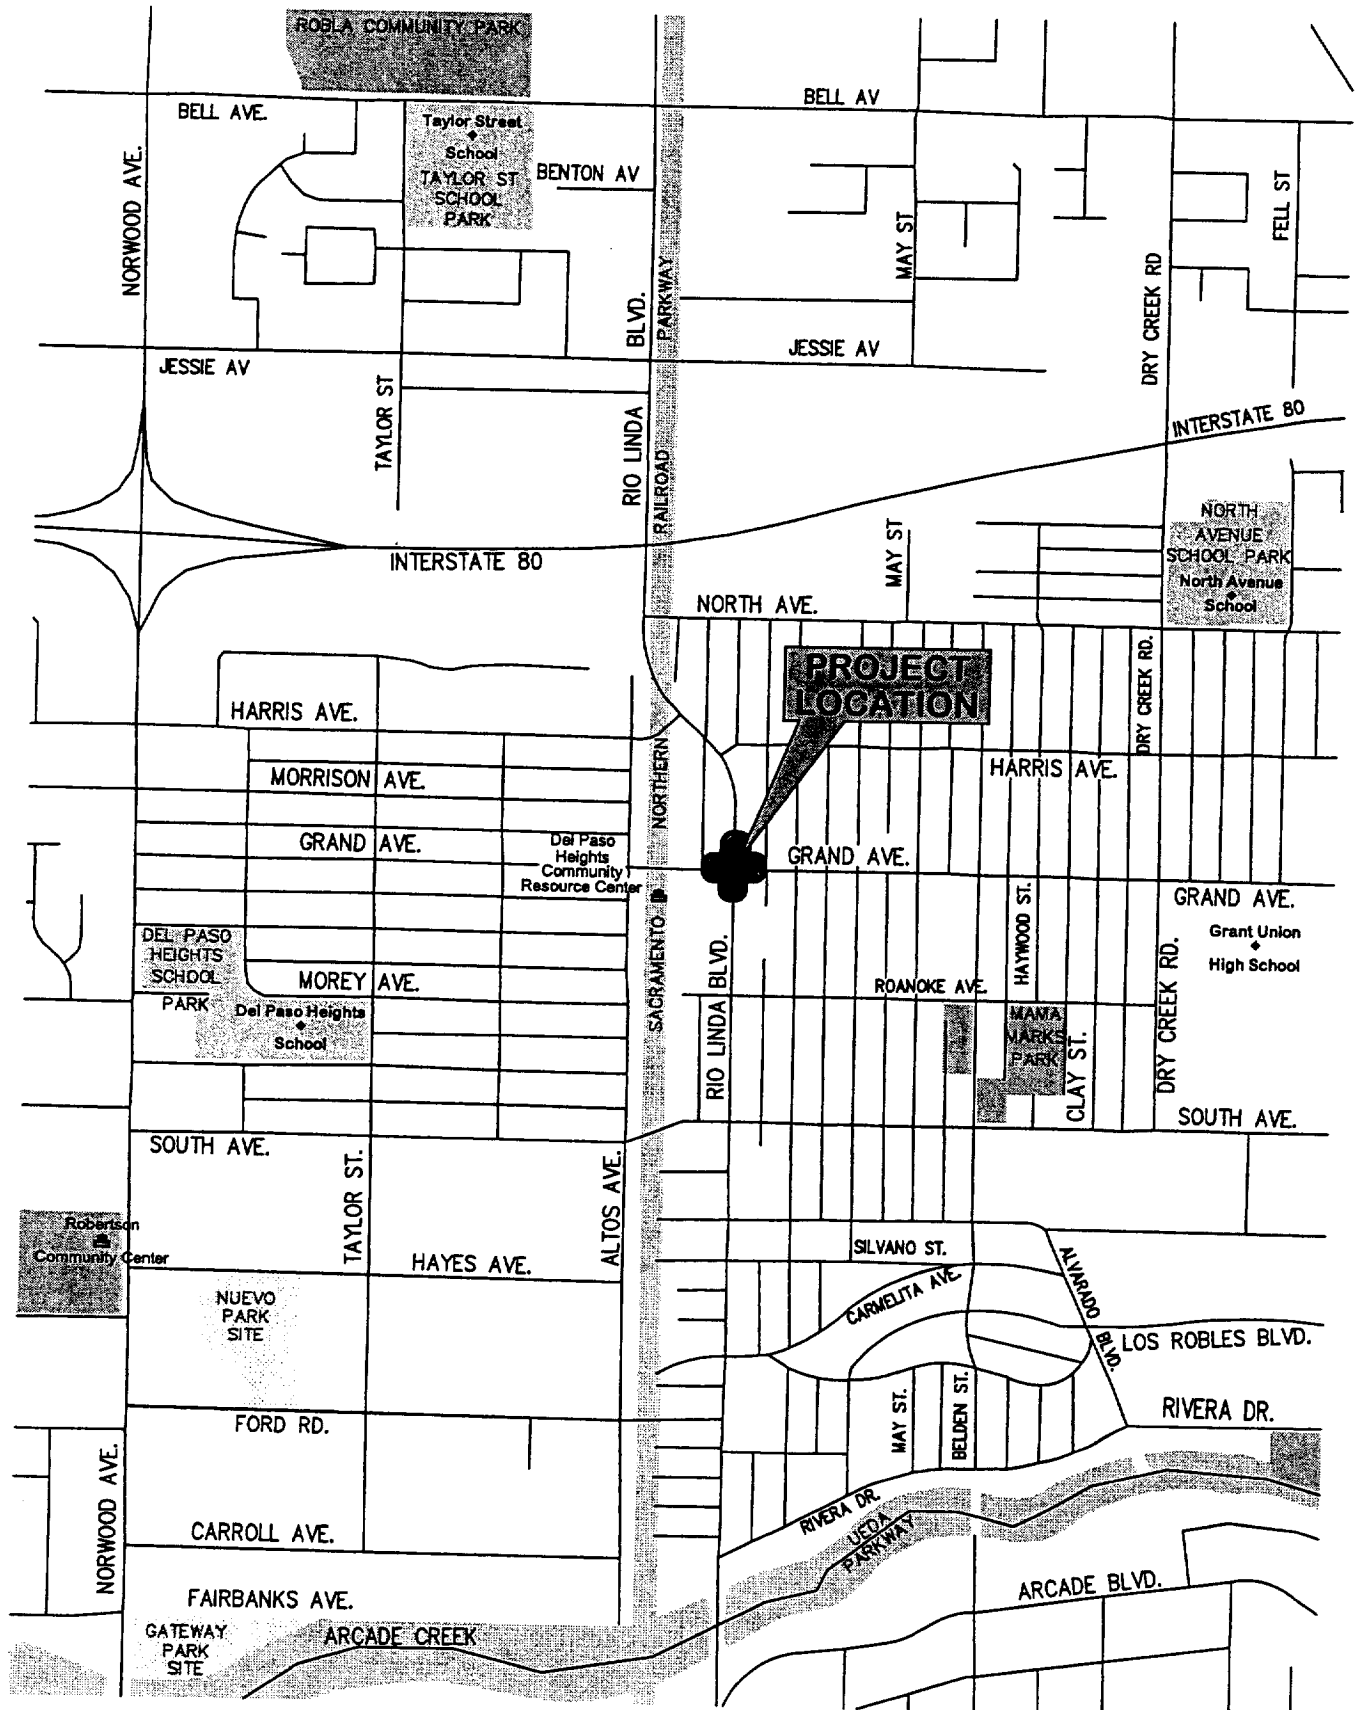 ROBLA COMMUNITY PARK
BELL AVE.
BELL AV
Taylor Street
School
TAYLOR ST
SCHOOL
PARK
BENTON AV
NORWOOD AVE.
MAY ST
FELL ST
DRY CREEK RD
BLVD.
PARKWAY
JESSIE AV
JESSIE AV
TAYLOR ST
RIO LINDA
RAILROAD
INTERSTATE 80
INTERSTATE 80
MAY ST
NORTH
AVENUE
SCHOOL PARK
North Avenue
School
NORTH AVE.
PROJECT
LOCATION
DRY CREEK RD.
HARRIS AVE.
HARRIS AVE.
MORRISON AVE.
NORTHERN
GRAND AVE.
Del Paso
Heights
Community
Resource Center
GRAND AVE.
GRAND AVE.
Grant Union
High School
HAYWOOD ST.
SACRAMENTO
DEL PASO
HEIGHTS
SCHOOL
PARK
MOREY AVE.
Del Paso Heights
School
RIO LINDA BLVD.
ROANOKE AVE.
MAMA
MARKS
PARK
CLAY ST.
DRY CREEK RD.
SOUTH AVE.
SOUTH AVE.
TAYLOR ST.
ALTOS AVE.
Robertson
Community Center
HAYES AVE.
SILVANO ST.
CARMELITA AVE.
ALVARADO BLVD.
NUEVO
PARK
SITE
LOS ROBLES BLVD.
MAY ST.
BELDEN ST.
RIVERA DR.
FORD RD.
NORWOOD AVE.
RIVERA DR.
UEDA
PARKWAY
CARROLL AVE.
ARCADE BLVD.
FAIRBANKS AVE.
GATEWAY
PARK
SITE
ARCADE CREEK